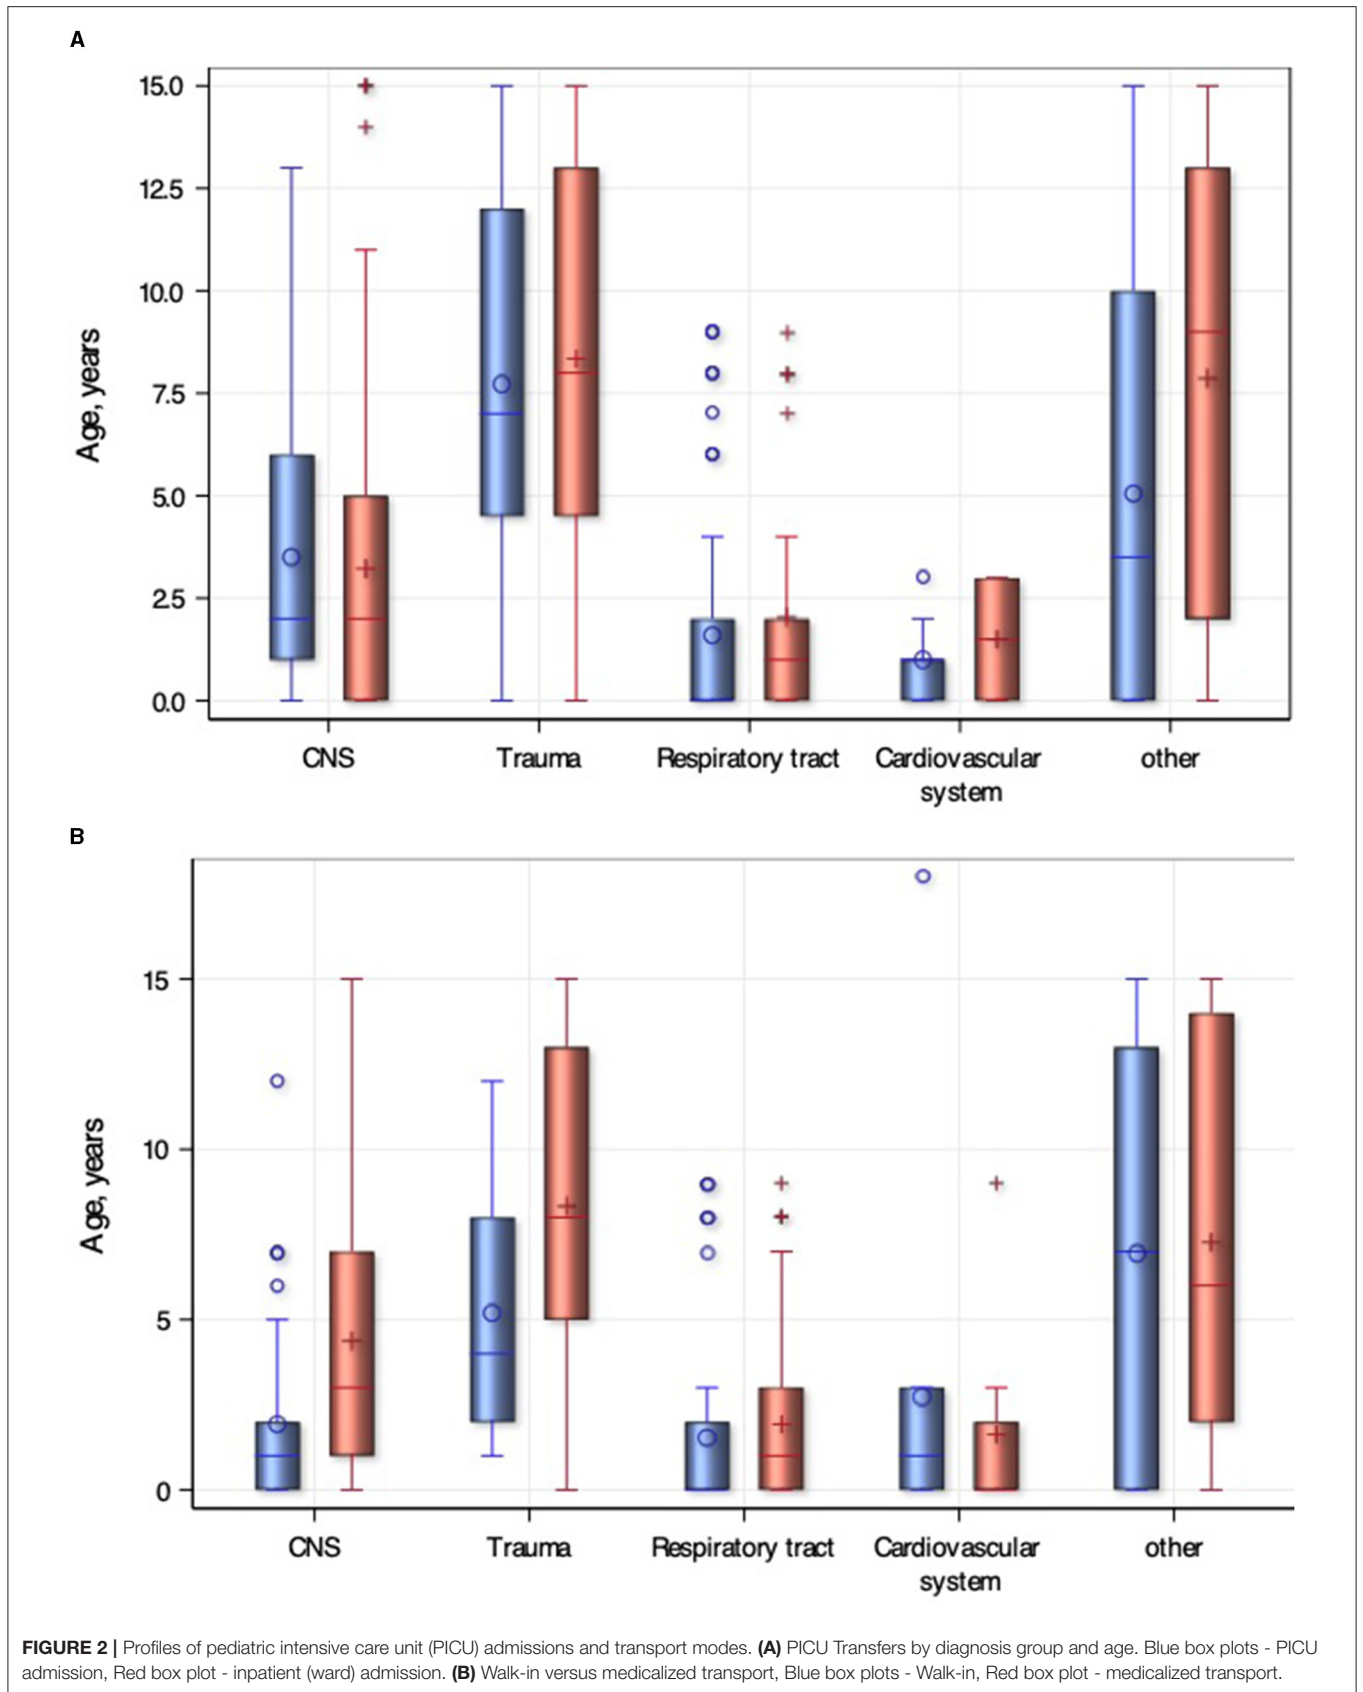 A
15.0
12.5
10.0
7.5
5.0
2.5
0.0
Age, years
CNS
Trauma
Respiratory tract
Cardiovascular
system
other
B
15
10
5
0
Age, years
CNS
Trauma
Respiratory tract
Cardiovascular
system
other
FIGURE 2 | Profiles of pediatric intensive care unit (PICU) admissions and transport modes. (A) PICU Transfers by diagnosis group and age. Blue box plots - PICU
admission, Red box plot - inpatient (ward) admission. (B) Walk-in versus medicalized transport, Blue box plots - Walk-in, Red box plot - medicalized transport.